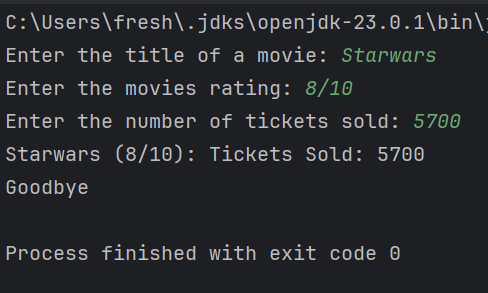 C:\Users\fresh\.jdks\openjdk-23.0.1\bin\
Enter the title of a movie: Starwars
Enter the movies rating: 8/10
Enter the number of tickets sold: 5700
Starwars (8/10): Tickets Sold: 5700
Goodbye
Process finished with exit code 0